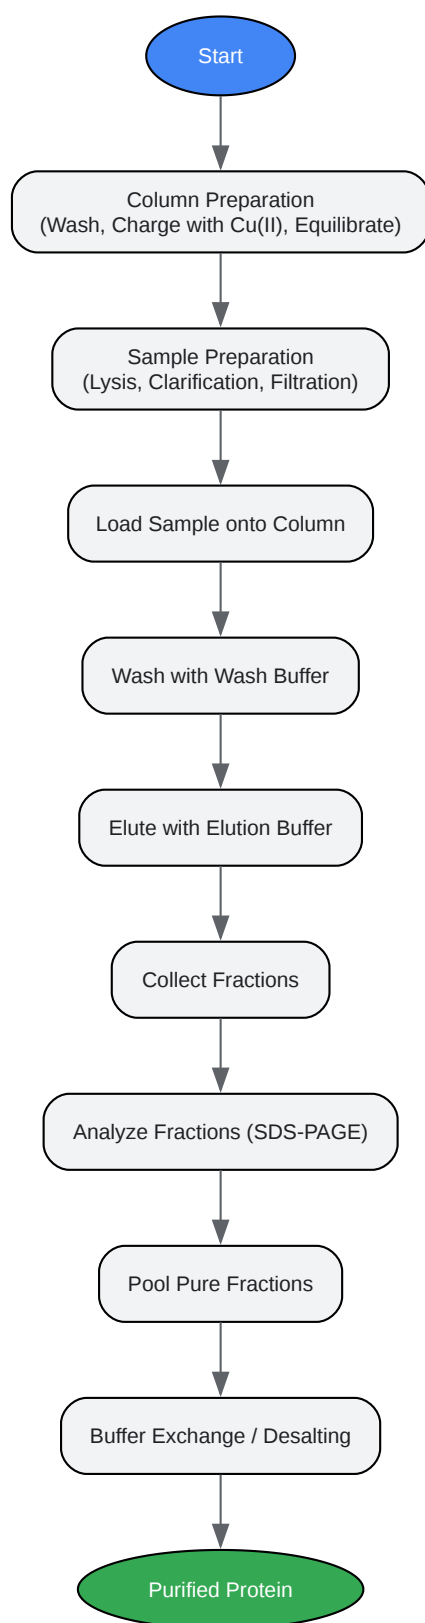 Start
Column Preparation
(Wash, Charge with Cu(II), Equilibrate)
Sample Preparation
(Lysis, Clarification, Filtration)
Load Sample onto Column
Wash with Wash Buffer
Elute with Elution Buffer
Collect Fractions
Analyze Fractions (SDS-PAGE)
Pool Pure Fractions
Buffer Exchange / Desalting
Purified Protein